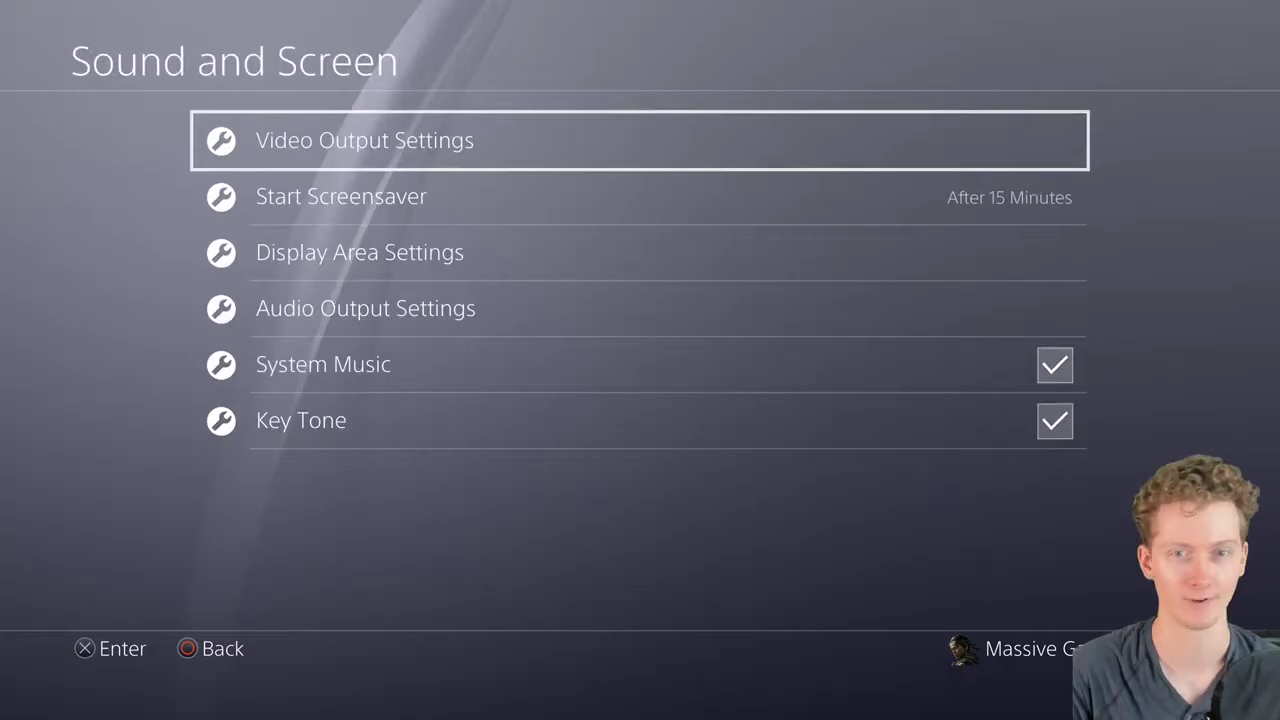 Sound and Screen
Video Output Settings
Start Screensaver After 15 Minutes
Display Area Settings
Audio Output Settings
System Music
Key Tone
Enter Back Massive